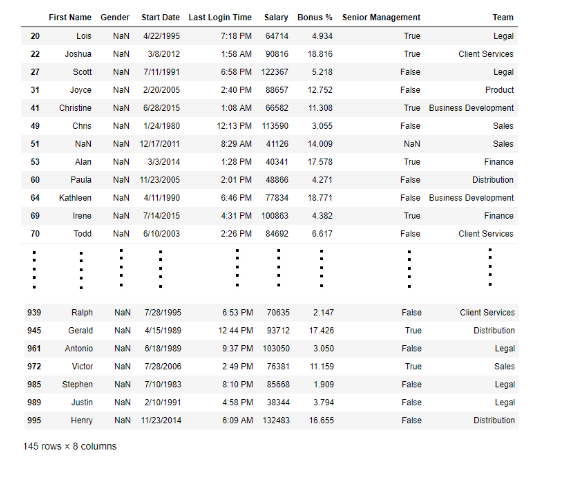 First Name Gender Start Date Last Login Time Salary Bonus % Senior Management Team
20 Lois NaN 4/22/1995 7:18 PM 64714 4.934 True Legal
22 Joshua NaN 3/8/2012 1:58 AM 90816 18.816 True Client Services
27 Scott NaN 7/11/1991 6:58 PM 122367 5.218 False Legal
31 Joyce NaN 2/20/2005 2:40 PM 88657 12.752 False Product
41 Christine NaN 6/28/2015 1:08 AM 66582 11.308 True Business Development
49 Chris NaN 1/24/1980 12:13 PM 113590 3.055 False Sales
51 NaN NaN 12/17/2011 8:29 AM 41126 14.009 NaN Sales
53 Alan NaN 3/3/2014 1:28 PM 40341 17.578 True Finance
60 Paula NaN 11/23/2005 2:01 PM 48866 4.271 False Distribution
64 Kathleen NaN 4/11/1990 6:46 PM 77834 18.771 False Business Development
69 Irene NaN 7/14/2015 4:31 PM 100863 4.382 True Finance
70 Todd NaN 6/10/2003 2:26 PM 84692 6.617 False Client Services
939 Ralph NaN 7/28/1995 6:53 PM 70635 2.147 False Client Services
945 Gerald NaN 4/15/1989 12:44 PM 93712 17.426 True Distribution
961 Antonio NaN 6/18/1989 9:37 PM 103050 3.050 False Legal
972 Victor NaN 7/28/2006 2:49 PM 76381 11.159 True Sales
985 Stephen NaN 7/10/1983 8:10 PM 85668 1.909 False Legal
989 Justin NaN 2/10/1991 4:58 PM 38344 3.794 False Legal
995 Henry NaN 11/23/2014 6:09 AM 132483 16.655 False Distribution
145 rows × 8 columns